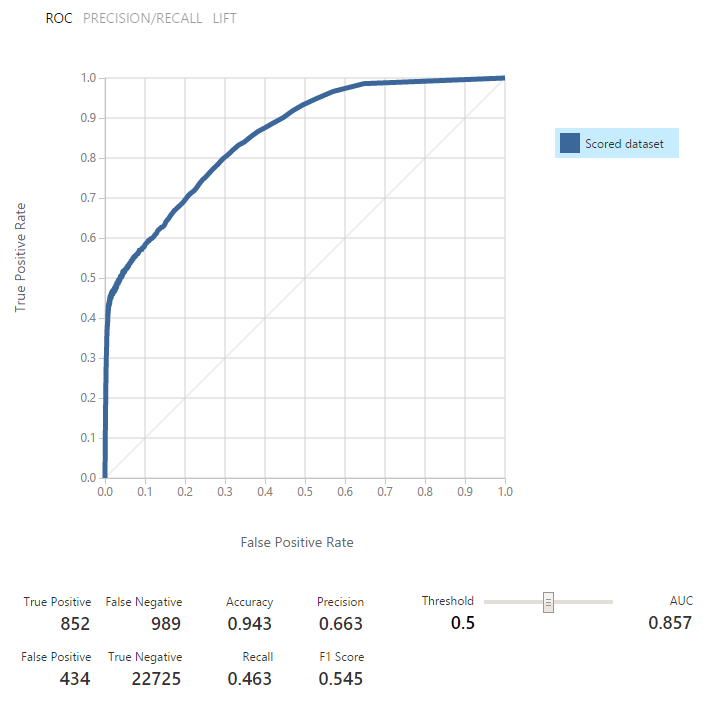 ROC PRECISION/RECALL LIFT
1.0
0.9
0.8
0.7
0.6
0.5
0.4
0.3
0.2
0.1
0.0
True Positive Rate
0.0 0.1 0.2 0.3 0.4 0.5 0.6 0.7 0.8 0.9 1.0
False Positive Rate
Scored dataset
True Positive False Negative Accuracy Precision Threshold AUC
852 989 0.943 0.663 0.5 0.857
False Positive True Negative Recall F1 Score
434 22725 0.463 0.545